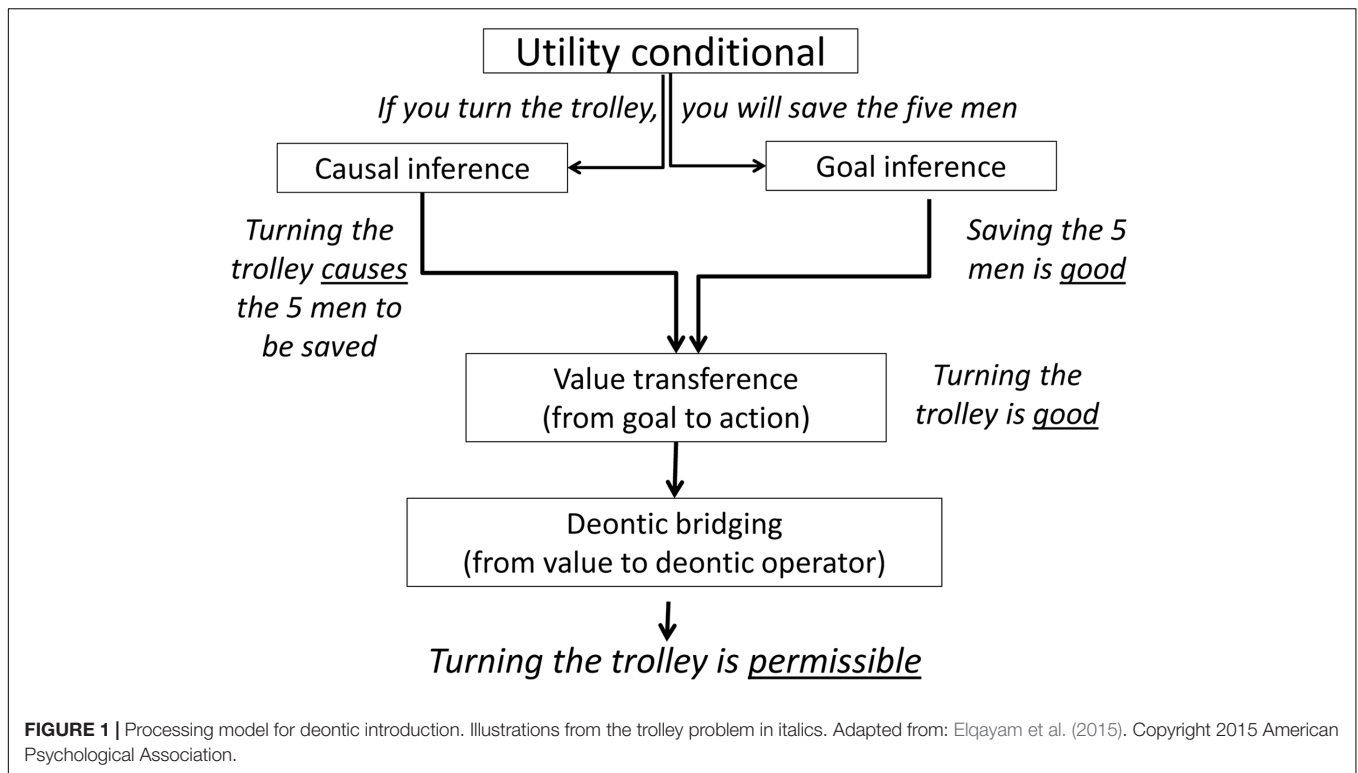 Utility conditional
If you turn the trolley, you will save the five men
Causal inference
Goal inference
Turning the
trolley causes
the 5 men to
be saved
Saving the 5
men is good
Value transference
(from goal to action)
Turning the
trolley is good
Deontic bridging
(from value to deontic operator)
Turning the trolley is permissible
FIGURE 1 | Processing model for deontic introduction. Illustrations from the trolley problem in italics. Adapted from: Elqayam et al. (2015). Copyright 2015 American
Psychological Association.